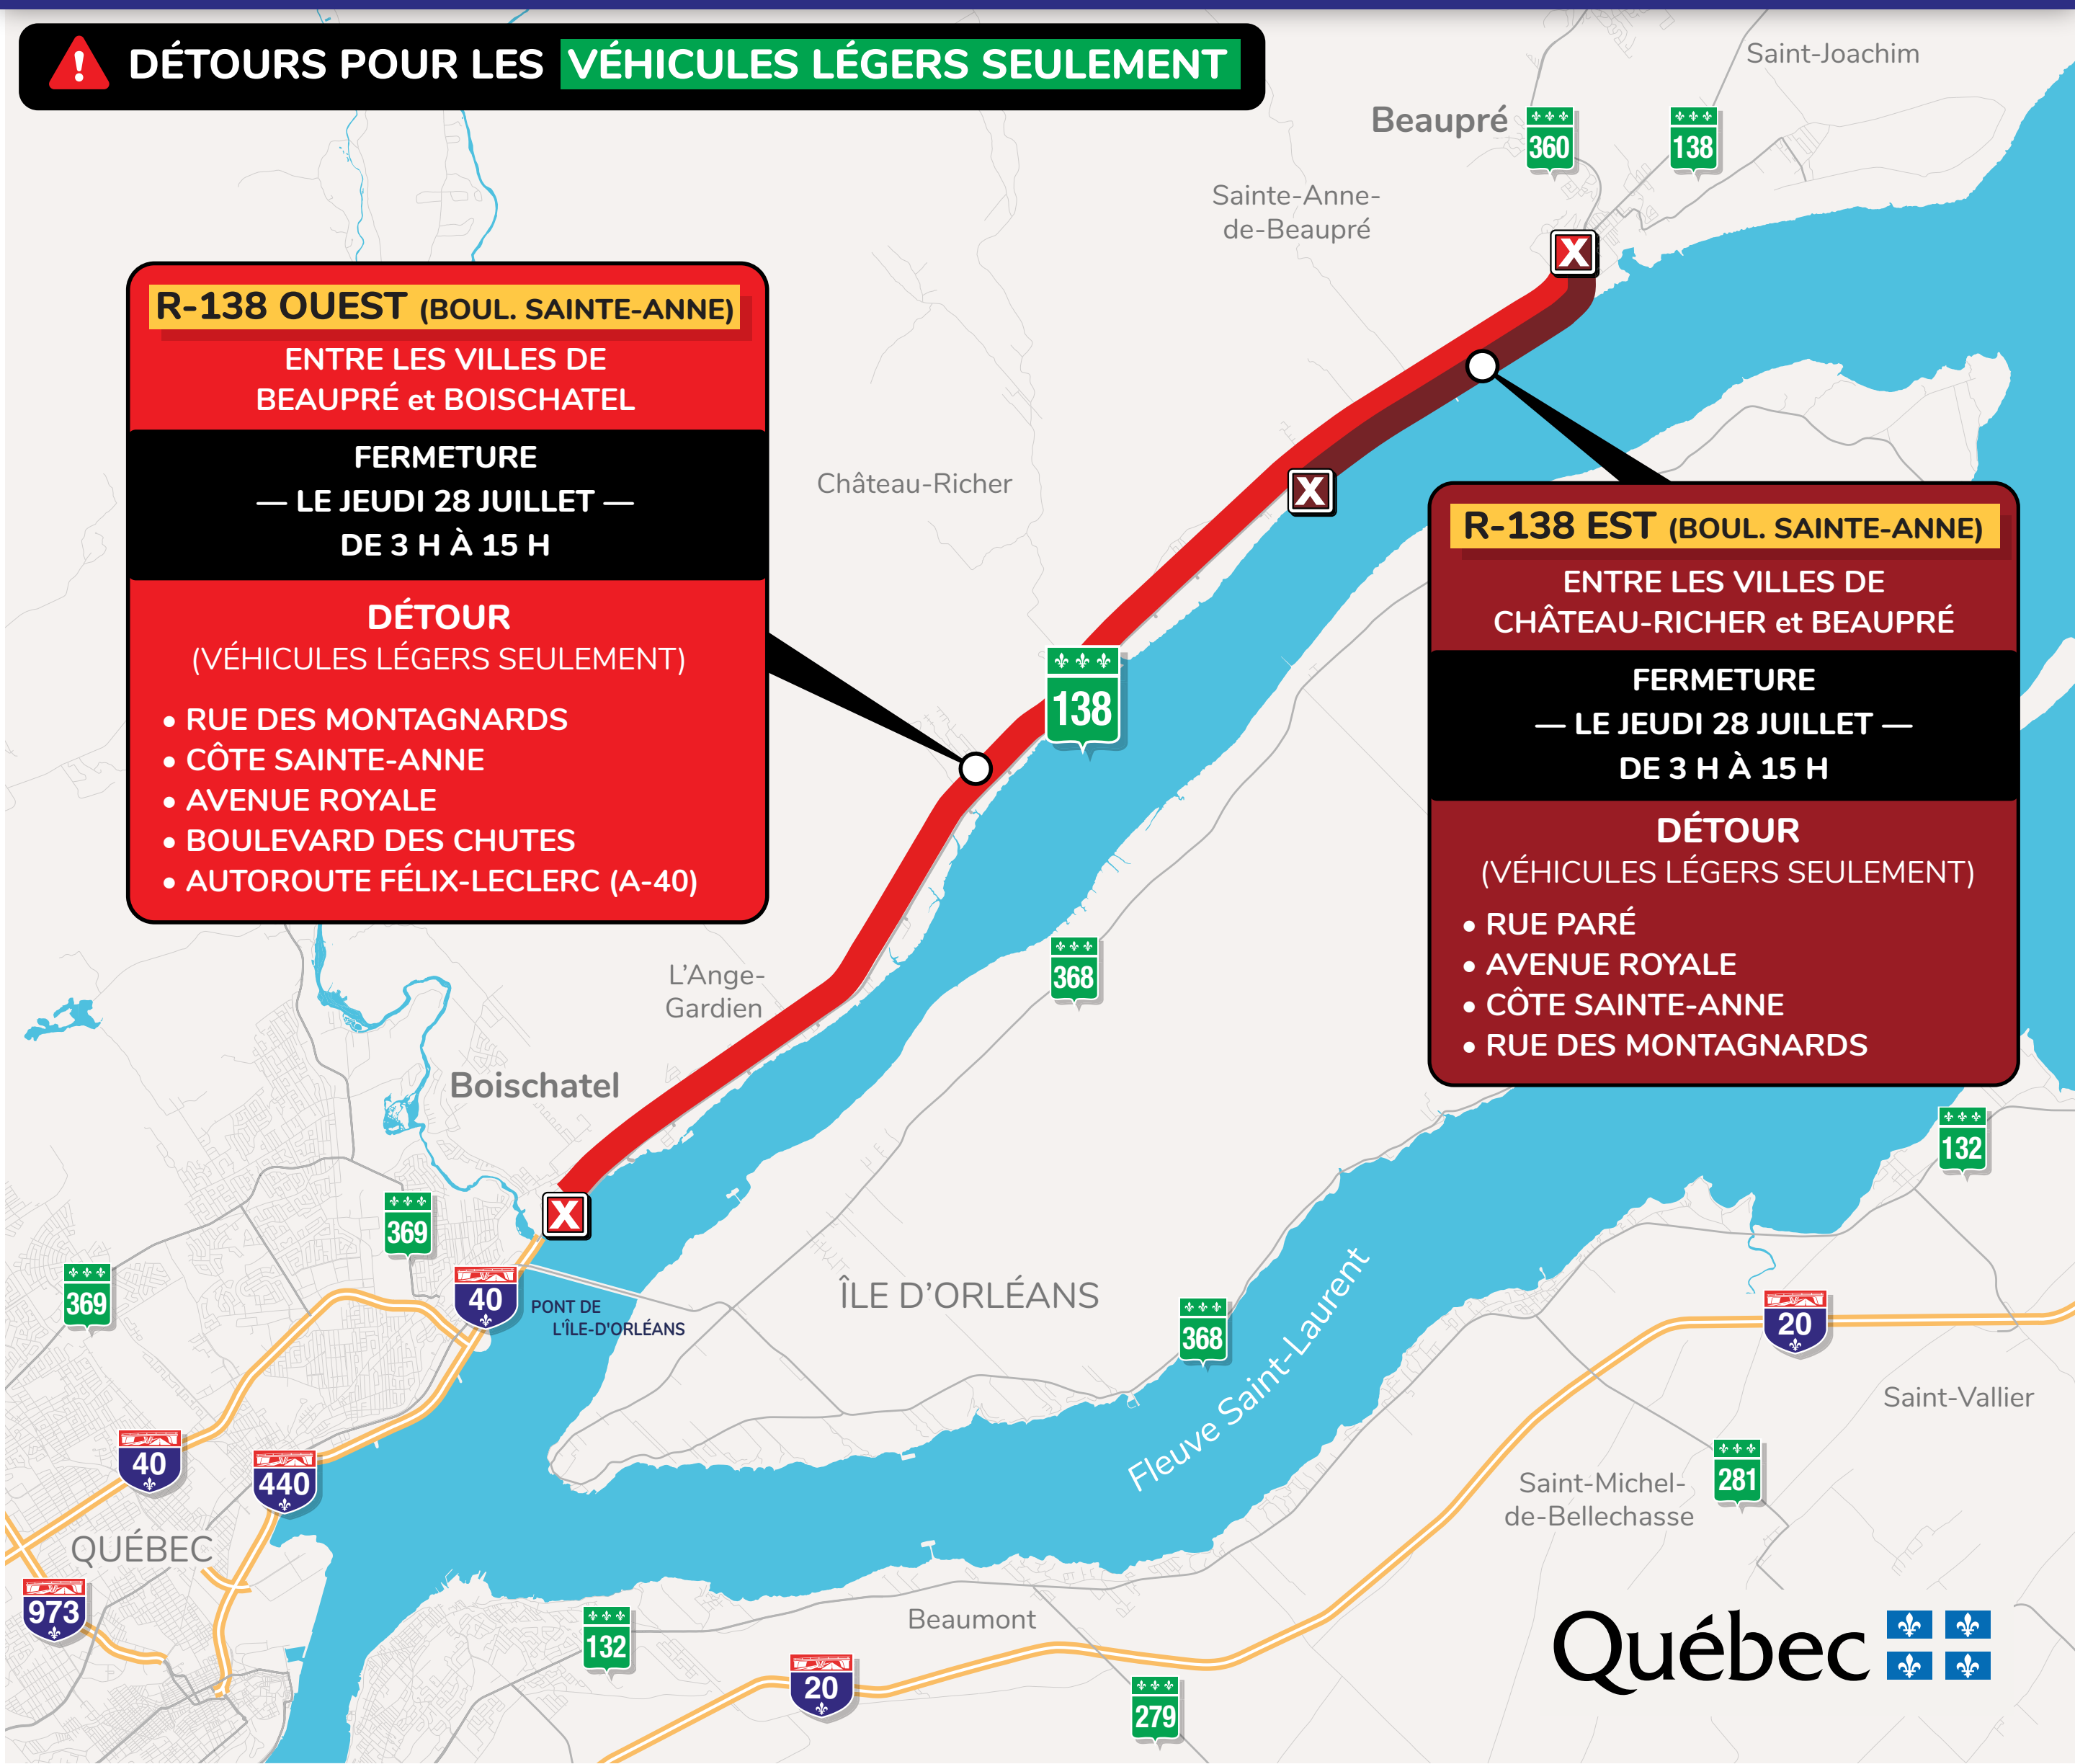 DÉTOURS POUR LES VÉHICULES LÉGERS SEULEMENT
Saint-Joachim
Beaupré
360
138
Sainte-Anne-
de-Beaupré
X
R-138 OUEST (BOUL. SAINTE-ANNE)
ENTRE LES VILLES DE
BEAUPRÉ et BOISCHATEL
FERMETURE
— LE JEUDI 28 JUILLET —
DE 3 H À 15 H
DÉTOUR
(VÉHICULES LÉGERS SEULEMENT)
• RUE DES MONTAGNARDS
• CÔTE SAINTE-ANNE
• AVENUE ROYALE
• BOULEVARD DES CHUTES
• AUTOROUTE FÉLIX-LECLERC (A-40)
Château-Richer
X
138
R-138 EST (BOUL. SAINTE-ANNE)
ENTRE LES VILLES DE
CHÂTEAU-RICHER et BEAUPRÉ
FERMETURE
— LE JEUDI 28 JUILLET —
DE 3 H À 15 H
DÉTOUR
(VÉHICULES LÉGERS SEULEMENT)
• RUE PARÉ
• AVENUE ROYALE
• CÔTE SAINTE-ANNE
• RUE DES MONTAGNARDS
L'Ange-
Gardien
368
Boischatel
132
X
369
369
40
PONT DE
L'ÎLE-D'ORLÉANS
ÎLE D'ORLÉANS
368
Fleuve Saint-Laurent
20
Saint-Vallier
40
440
281
Saint-Michel-
de-Bellechasse
QUÉBEC
973
132
Beaumont
20
279
Québec